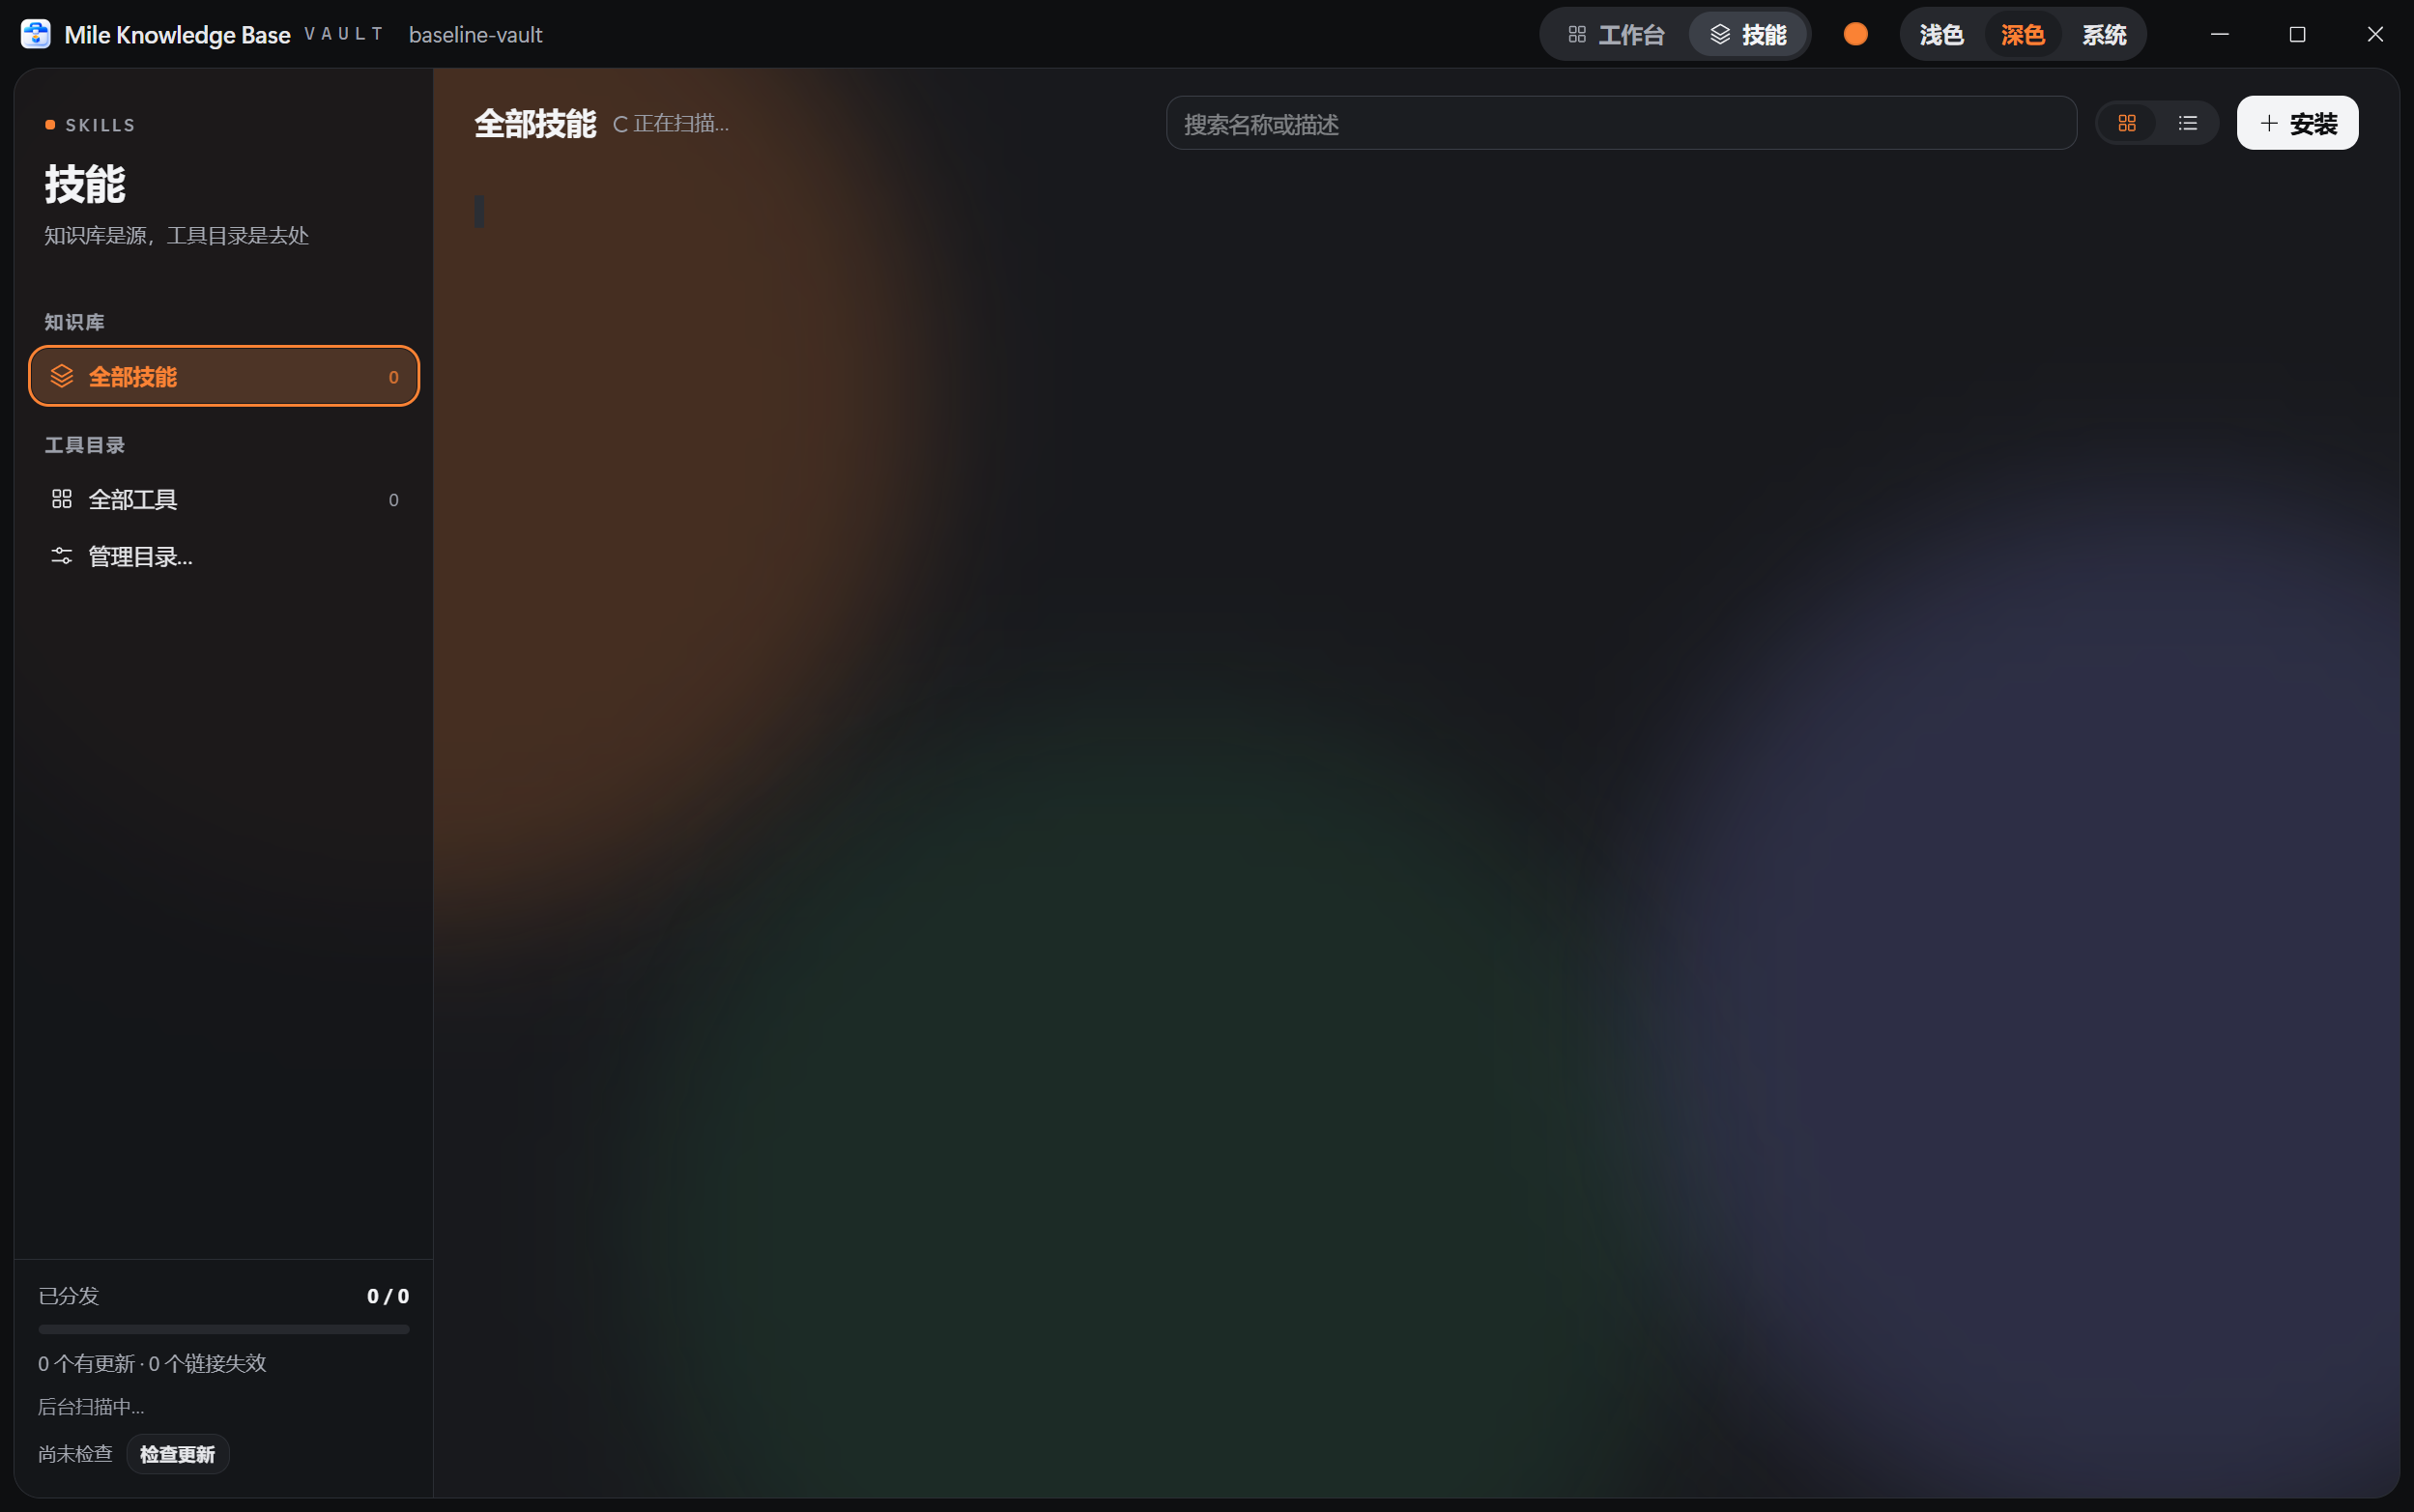 Mile Knowledge Base VAULT baseline-vault
工作台 技能 浅色 深色 系统
SKILLS
技能
知识库是源，工具目录是去处
知识库
全部技能 0
工具目录
全部工具 0
管理目录...
已分发 0 / 0
0 个有更新 · 0 个链接失效
后台扫描中...
尚未检查 检查更新
全部技能 正在扫描...
搜索名称或描述
安装